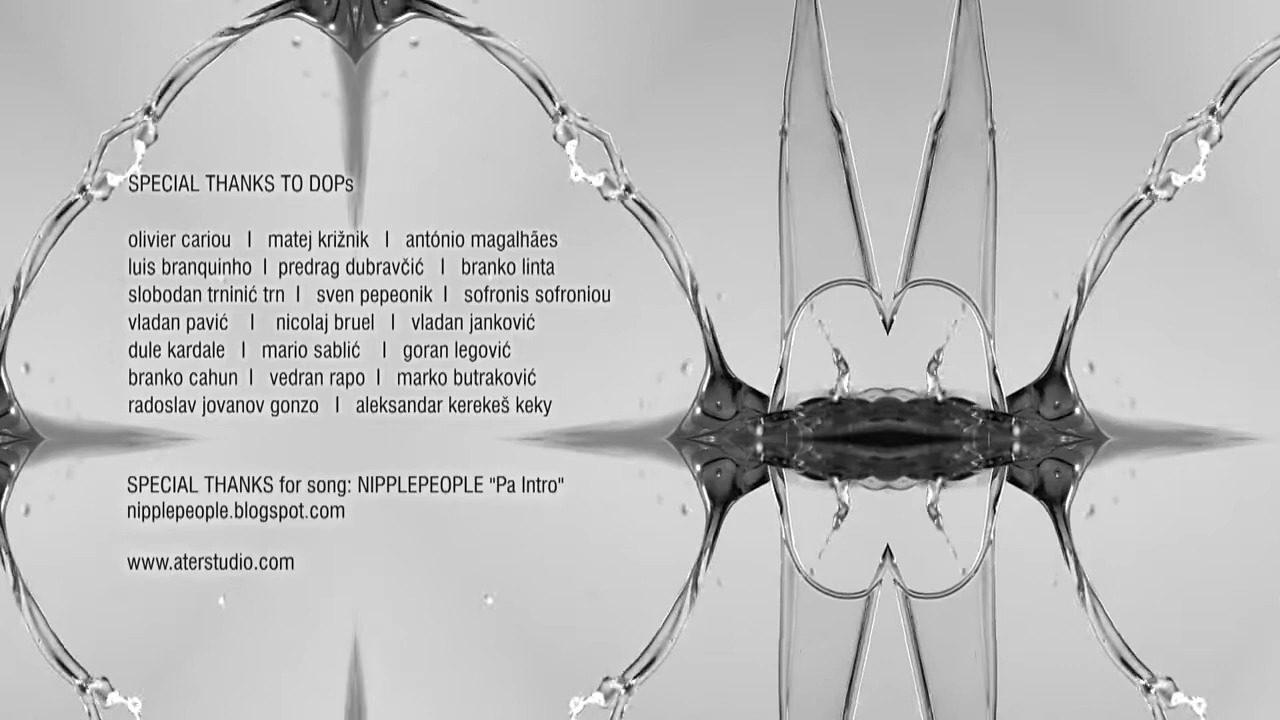 SPECIAL THANKS TO DOPs
olivier cariou I matej križnik I antónio magalhães
luis branquinho I predrag dubravčić I branko linta
slobodan trninić trn I sven pepeonik I sofronis sofroniou
vladan pavić I nicolaj bruel I vladan janković
dule kardale I mario sablić I goran legović
branko cahun I vedran rapo I marko butraković
radoslav jovanov gonzo I aleksandar kerekeš keky
SPECIAL THANKS for song: NIPPLEPEOPLE "Pa Intro"
nipplepeople.blogspot.com
www.aterstudio.com